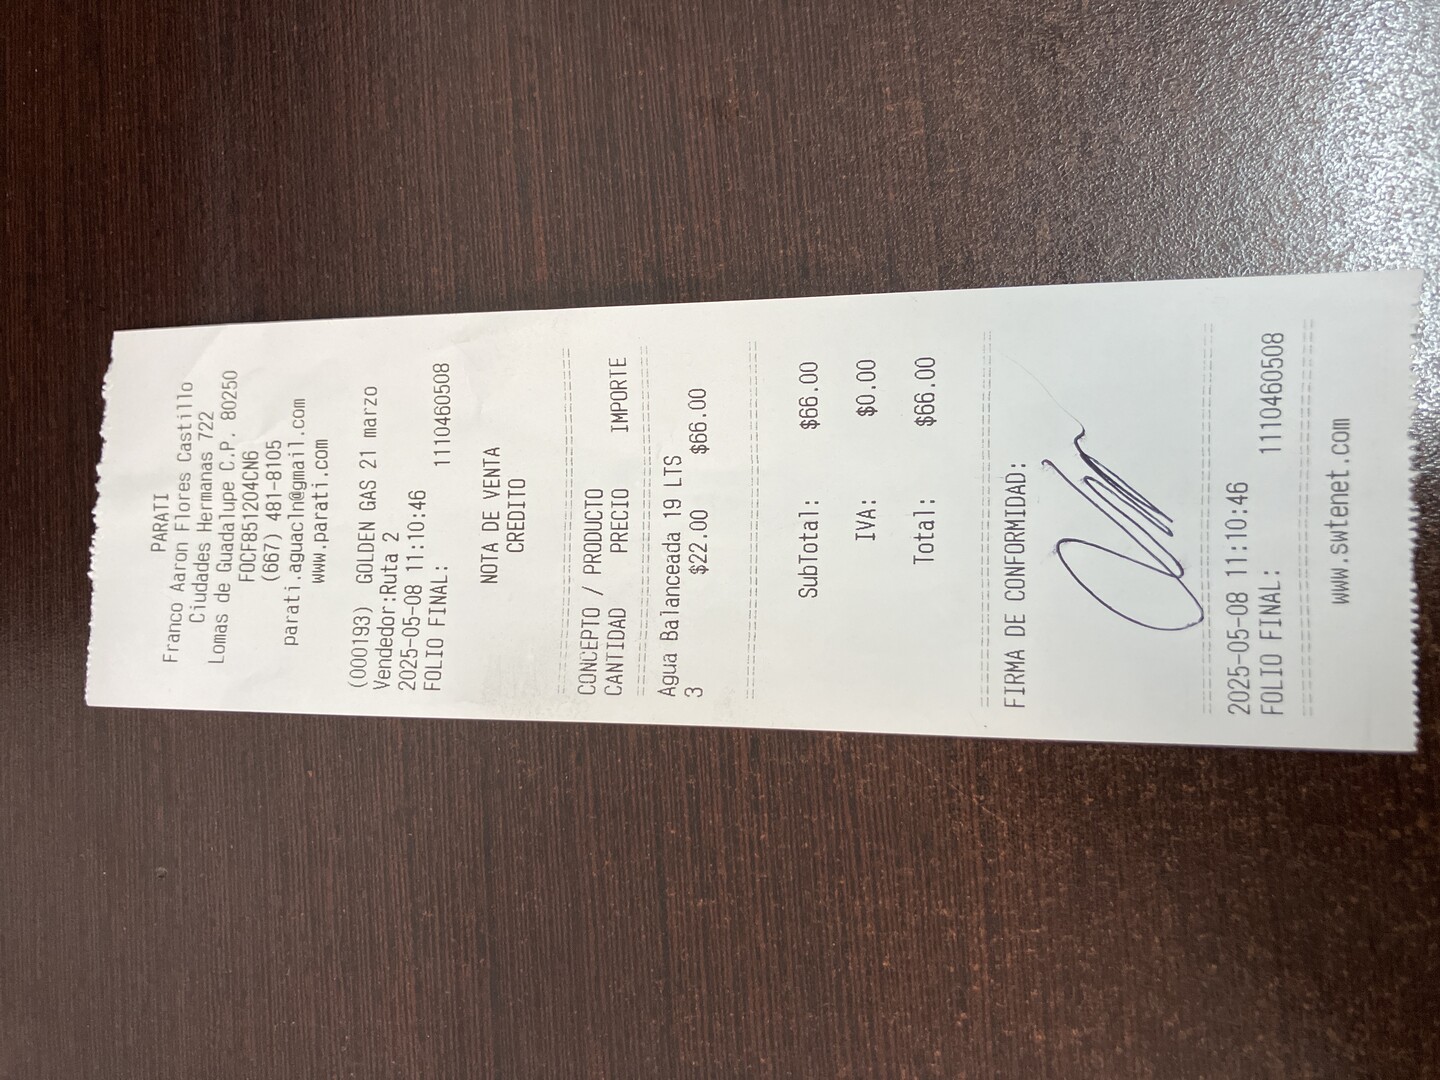 PARATI
Franco Aaron Flores Castillo
Ciudades Hermanas 722
Lomas de Guadalupe C.P. 80250
FOCF851204CN6
(667) 481-8105
parati.aguacln@gmail.com
www.parati.com
(000193) GOLDEN GAS 21 marzo
Vendedor:Ruta 2
2025-05-08 11:10:46
FOLIO FINAL: 1110460508
NOTA DE VENTA
CREDITO
CONCEPTO / PRODUCTO
CANTIDAD PRECIO IMPORTE
Agua Balanceada 19 LTS
3 $22.00 $66.00
SubTotal: $66.00
IVA: $0.00
Total: $66.00
FIRMA DE CONFORMIDAD:
2025-05-08 11:10:46
FOLIO FINAL: 1110460508
www.swtenet.com